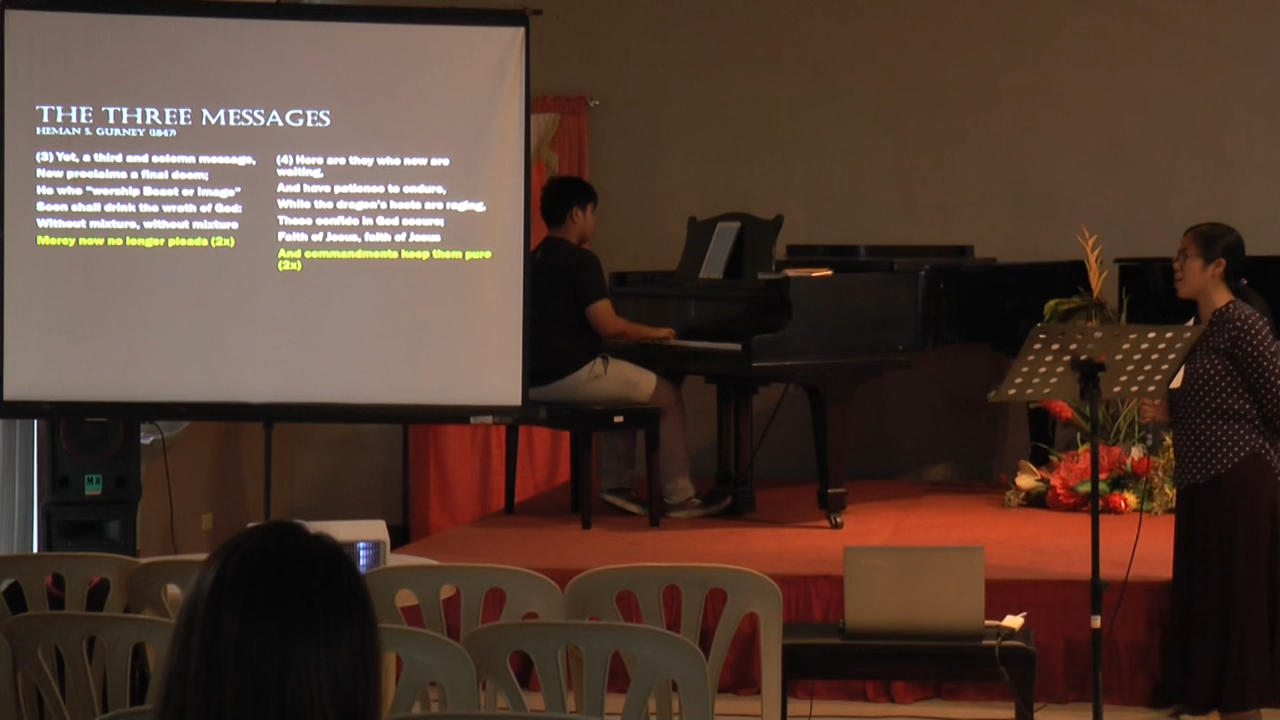 THE THREE MESSAGES
HEMAN S. GURNEY (1847)
(3) Yet, a third and solemn message,
Now proclaims a final doom;
He who “worship Beast or Image”
Soon shall drink the wrath of God:
Without mixture, without mixture
Mercy now no longer pleads (2x)
(4) Here are they who now are
waiting,
And have patience to endure,
While the dragon's hosts are raging,
These confide in God secure;
Faith of Jesus, faith of Jesus
And commandments keep them pure
(2x)
MX